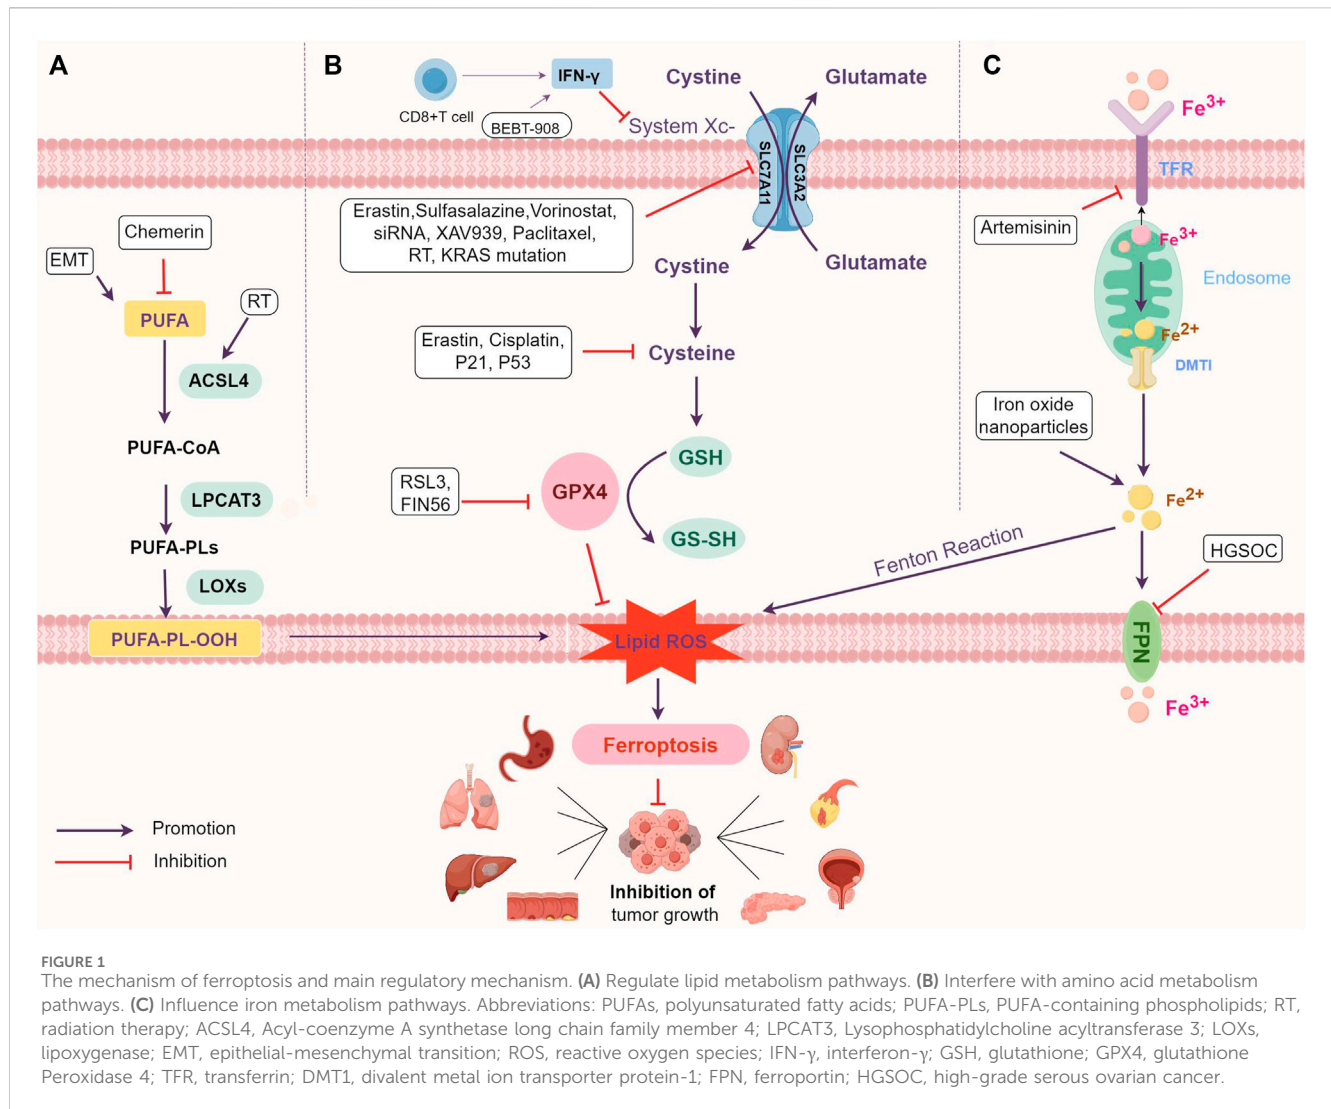 A
Chemerin
EMT
PUFA
RT
ACSL4
PUFA-CoA
LPCAT3
PUFA-PLs
LOXs
PUFA-PL-OOH
B
CD8+T cell
IFN-γ
BEBT-908
System Xc-
Cystine
Glutamate
SLC7A11
SLC3A2
Erastin,Sulfasalazine,Vorinostat,
siRNA, XAV939, Paclitaxel,
RT, KRAS mutation
Cystine
Glutamate
Erastin, Cisplatin,
P21, P53
Cysteine
GSH
RSL3,
FIN56
GPX4
GS-SH
Lipid ROS
Ferroptosis
Inhibition of
tumor growth
C
Fe3+
TFR
Artemisinin
Fe3+
Endosome
Fe2+
DMTI
Iron oxide
nanoparticles
Fe2+
Fenton Reaction
HGSOC
FPN
Fe3+
Promotion
Inhibition
FIGURE 1
The mechanism of ferroptosis and main regulatory mechanism. (A) Regulate lipid metabolism pathways. (B) Interfere with amino acid metabolism
pathways. (C) Influence iron metabolism pathways. Abbreviations: PUFAs, polyunsaturated fatty acids; PUFA-PLs, PUFA-containing phospholipids; RT,
radiation therapy; ACSL4, Acyl-coenzyme A synthetase long chain family member 4; LPCAT3, Lysophosphatidylcholine acyltransferase 3; LOXs,
lipoxygenase; EMT, epithelial-mesenchymal transition; ROS, reactive oxygen species; IFN-γ, interferon-γ; GSH, glutathione; GPX4, glutathione
Peroxidase 4; TFR, transferrin; DMT1, divalent metal ion transporter protein-1; FPN, ferroportin; HGSOC, high-grade serous ovarian cancer.